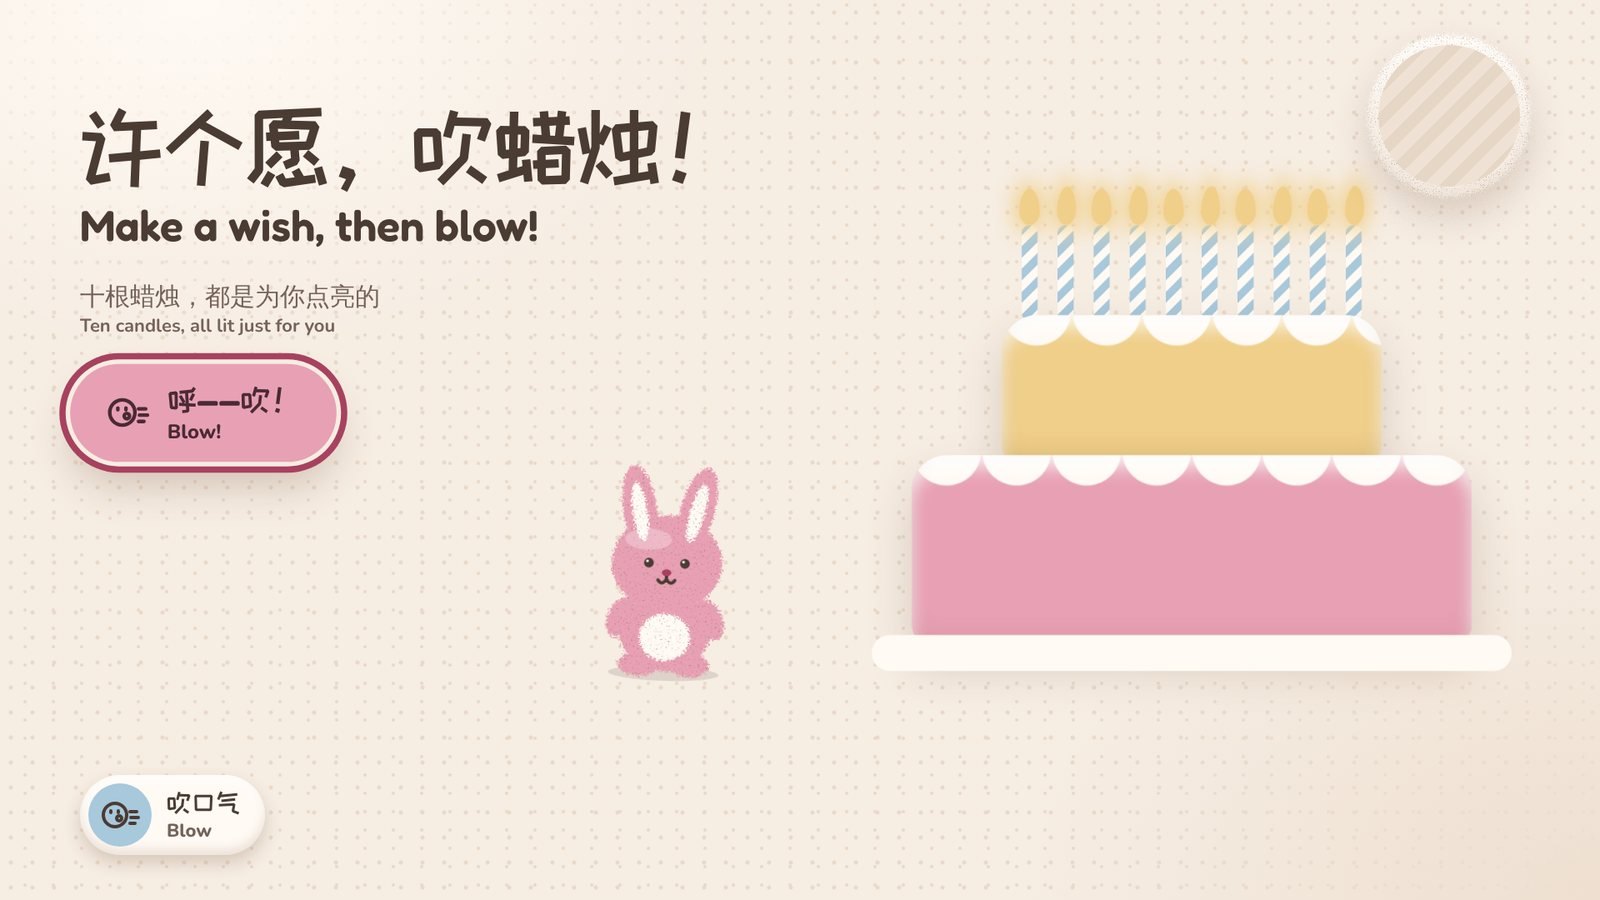 许个愿，吹蜡烛！
Make a wish, then blow!
十根蜡烛，都是为你点亮的
Ten candles, all lit just for you
呼——吹！
Blow!
吹口气
Blow